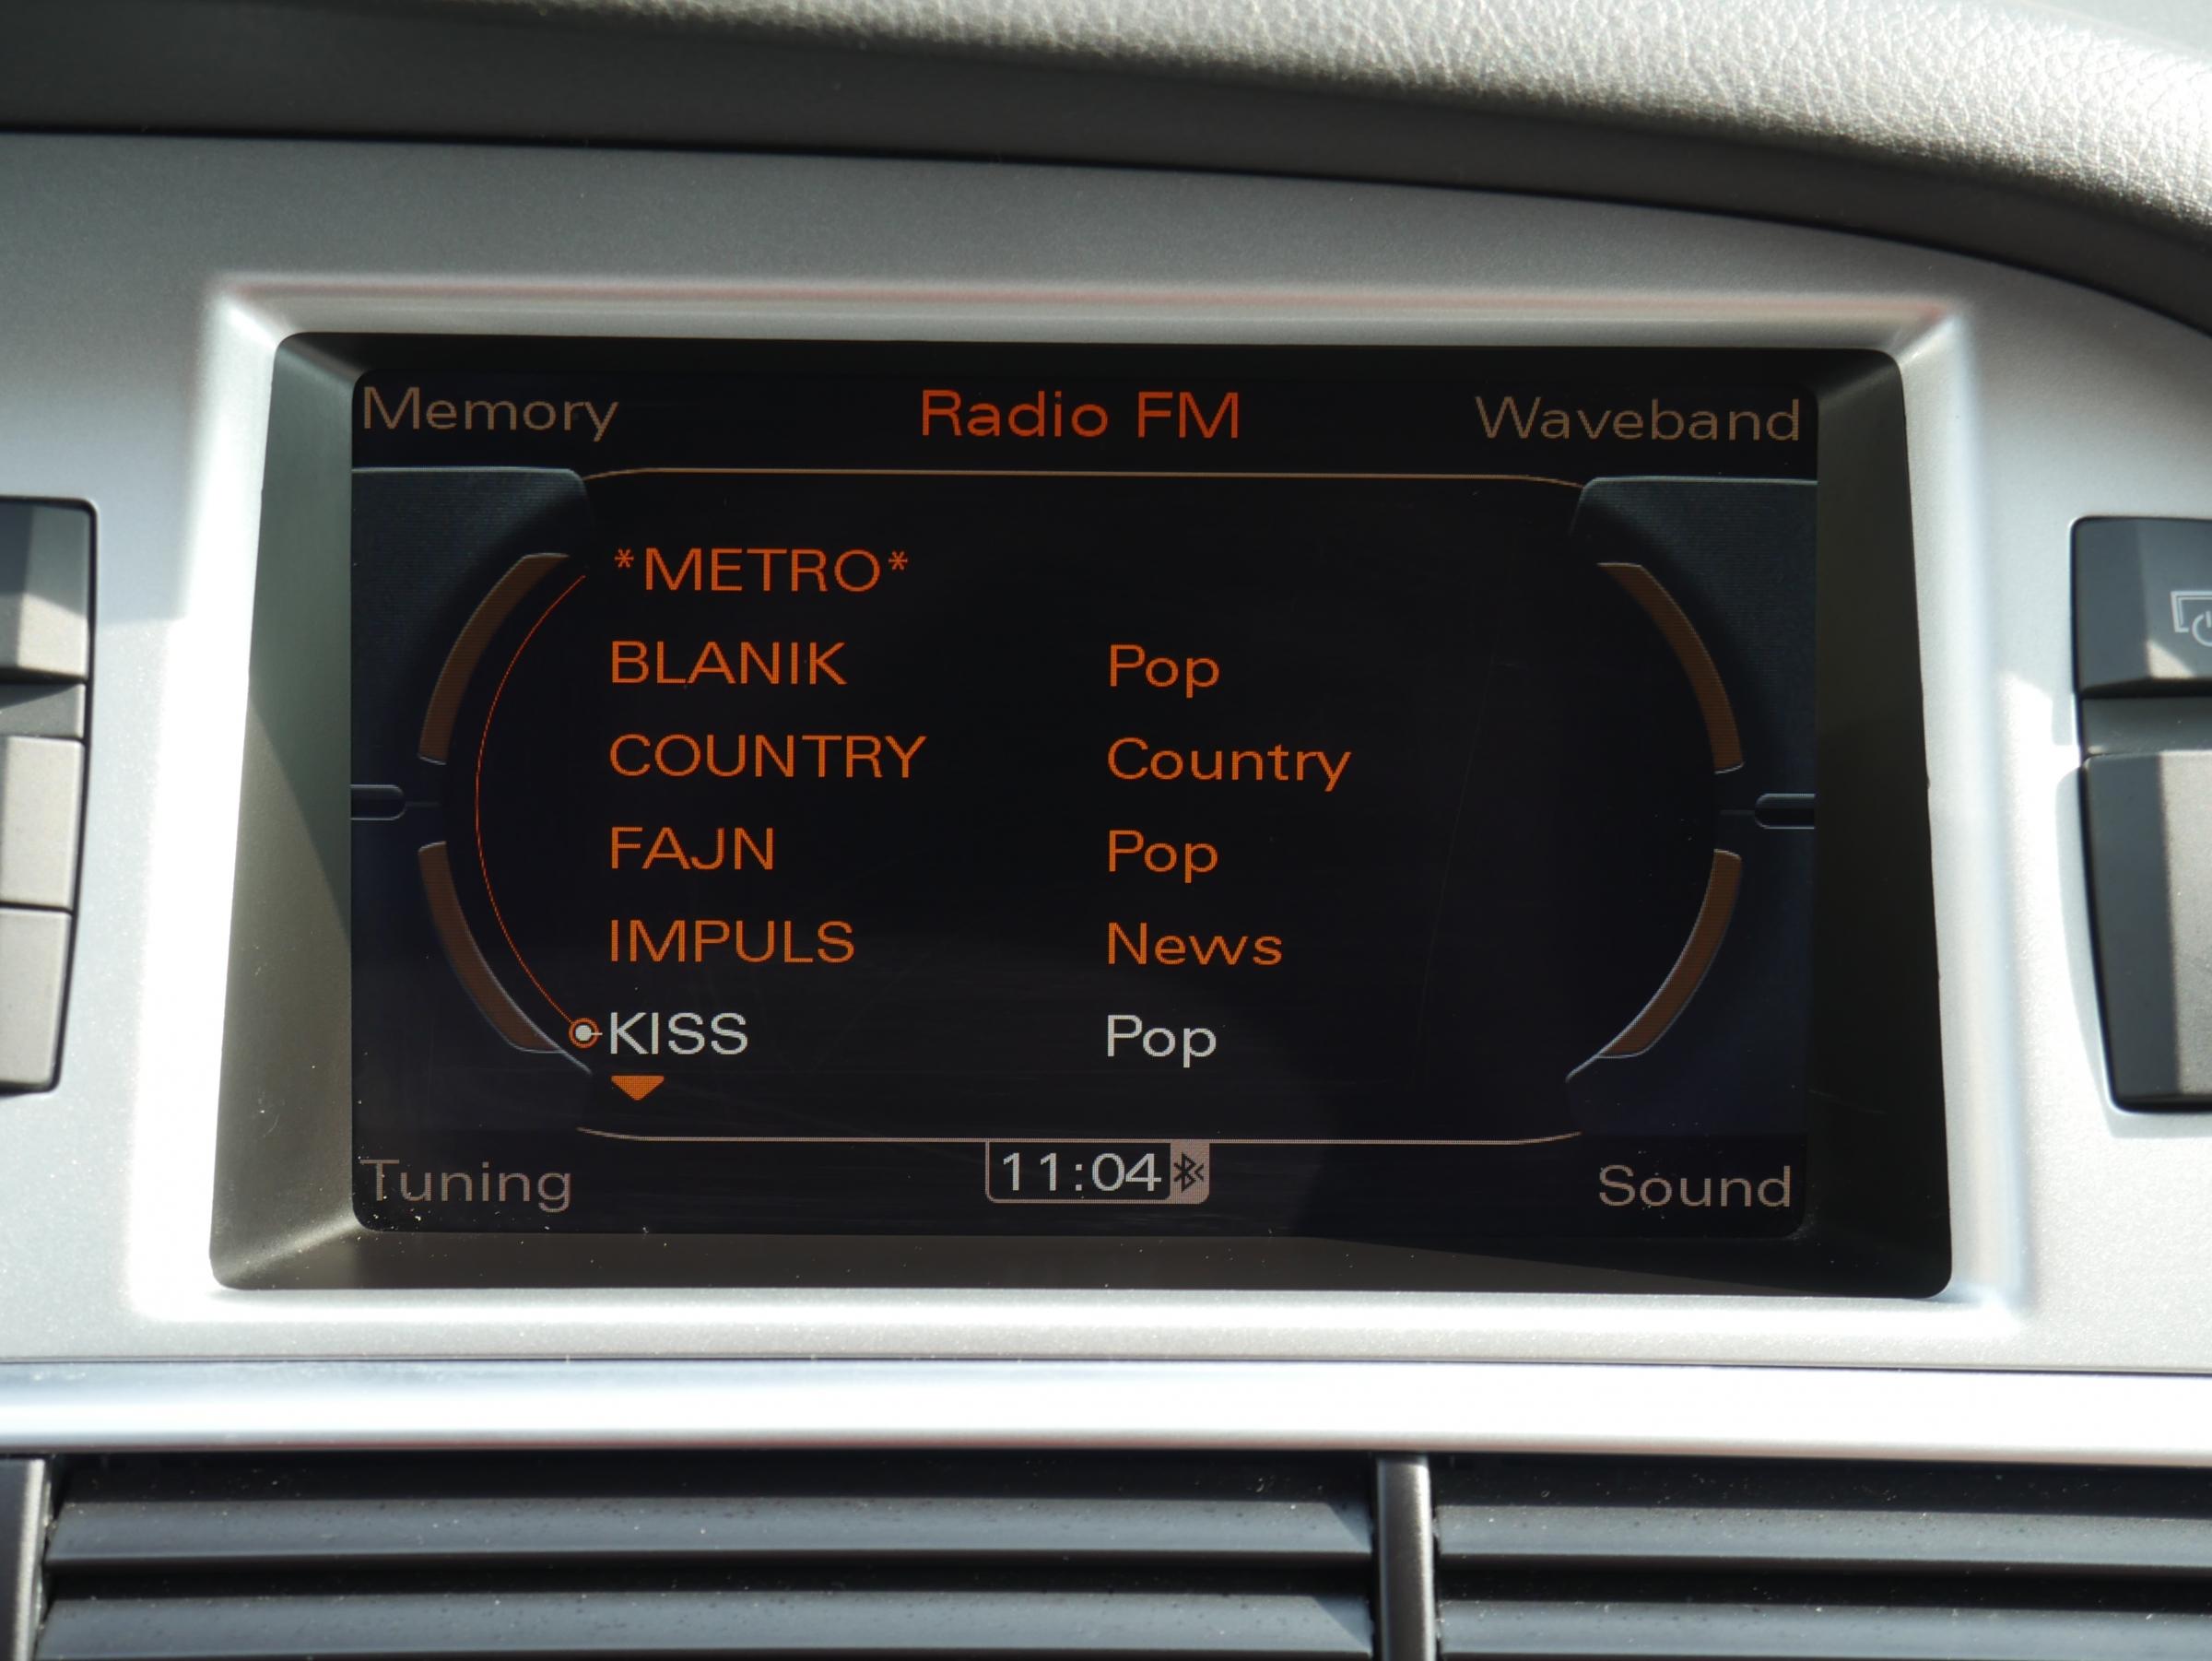 Memory Radio FM Waveband
*METRO*
BLANIK Pop
COUNTRY Country
FAJN Pop
IMPULS News
KISS Pop
Tuning 11:04 Sound